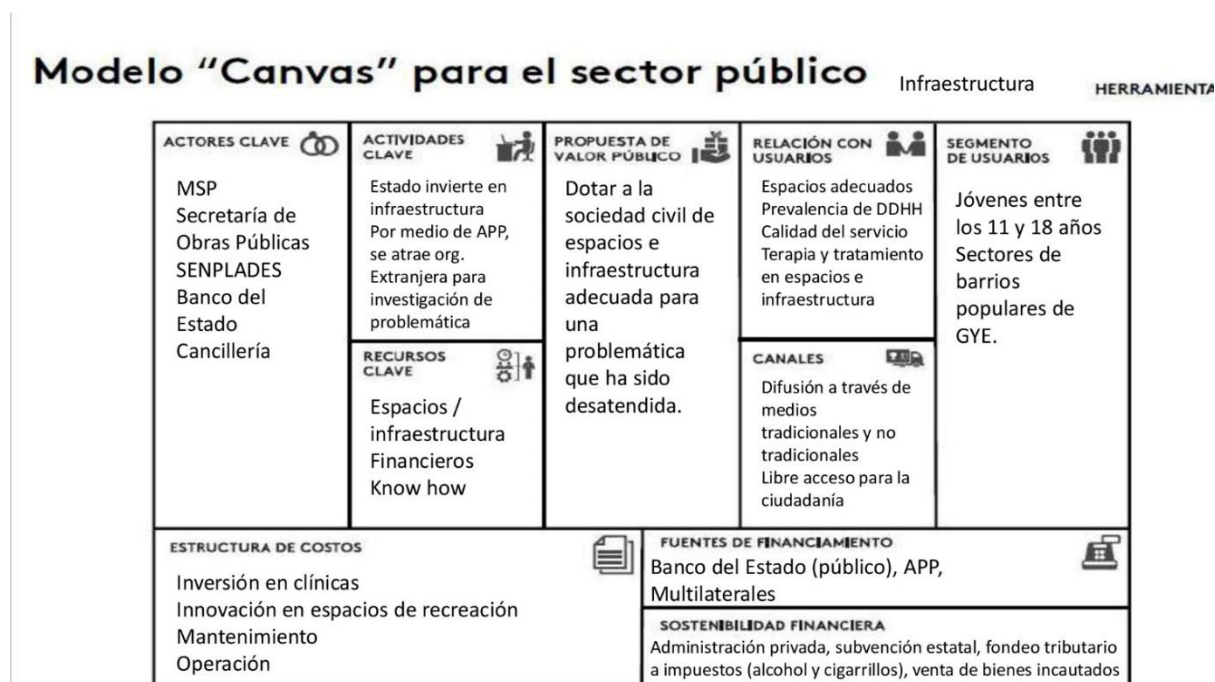 Modelo “Canvas” para el sector público
Infraestructura
HERRAMIENTA
ACTORES CLAVE
MSP
Secretaría de
Obras Públicas
SENPLADES
Banco del
Estado
Cancillería
ACTIVIDADES
CLAVE
Estado invierte en
infraestructura
Por medio de APP,
se atrae org.
Extranjera para
investigación de
problemática
RECURSOS
CLAVE
Espacios /
infraestructura
Financieros
Know how
PROPUESTA DE
VALOR PÚBLICO
Dotar a la
sociedad civil de
espacios e
infraestructura
adecuada para
una
problemática
que ha sido
desatendida.
RELACIÓN CON
USUARIOS
Espacios adecuados
Prevalencia de DDHH
Calidad del servicio
Terapia y tratamiento
en espacios e
infraestructura
CANALES
Difusión a través de
medios
tradicionales y no
tradicionales
Libre acceso para la
ciudadanía
SEGMENTO
DE USUARIOS
Jóvenes entre
los 11 y 18 años
Sectores de
barrios
populares de
GYE.
ESTRUCTURA DE COSTOS
Inversión en clínicas
Innovación en espacios de recreación
Mantenimiento
Operación
FUENTES DE FINANCIAMIENTO
Banco del Estado (público), APP,
Multilaterales
SOSTENIBILIDAD FINANCIERA
Administración privada, subvención estatal, fondeo tributario
a impuestos (alcohol y cigarrillos), venta de bienes incautados